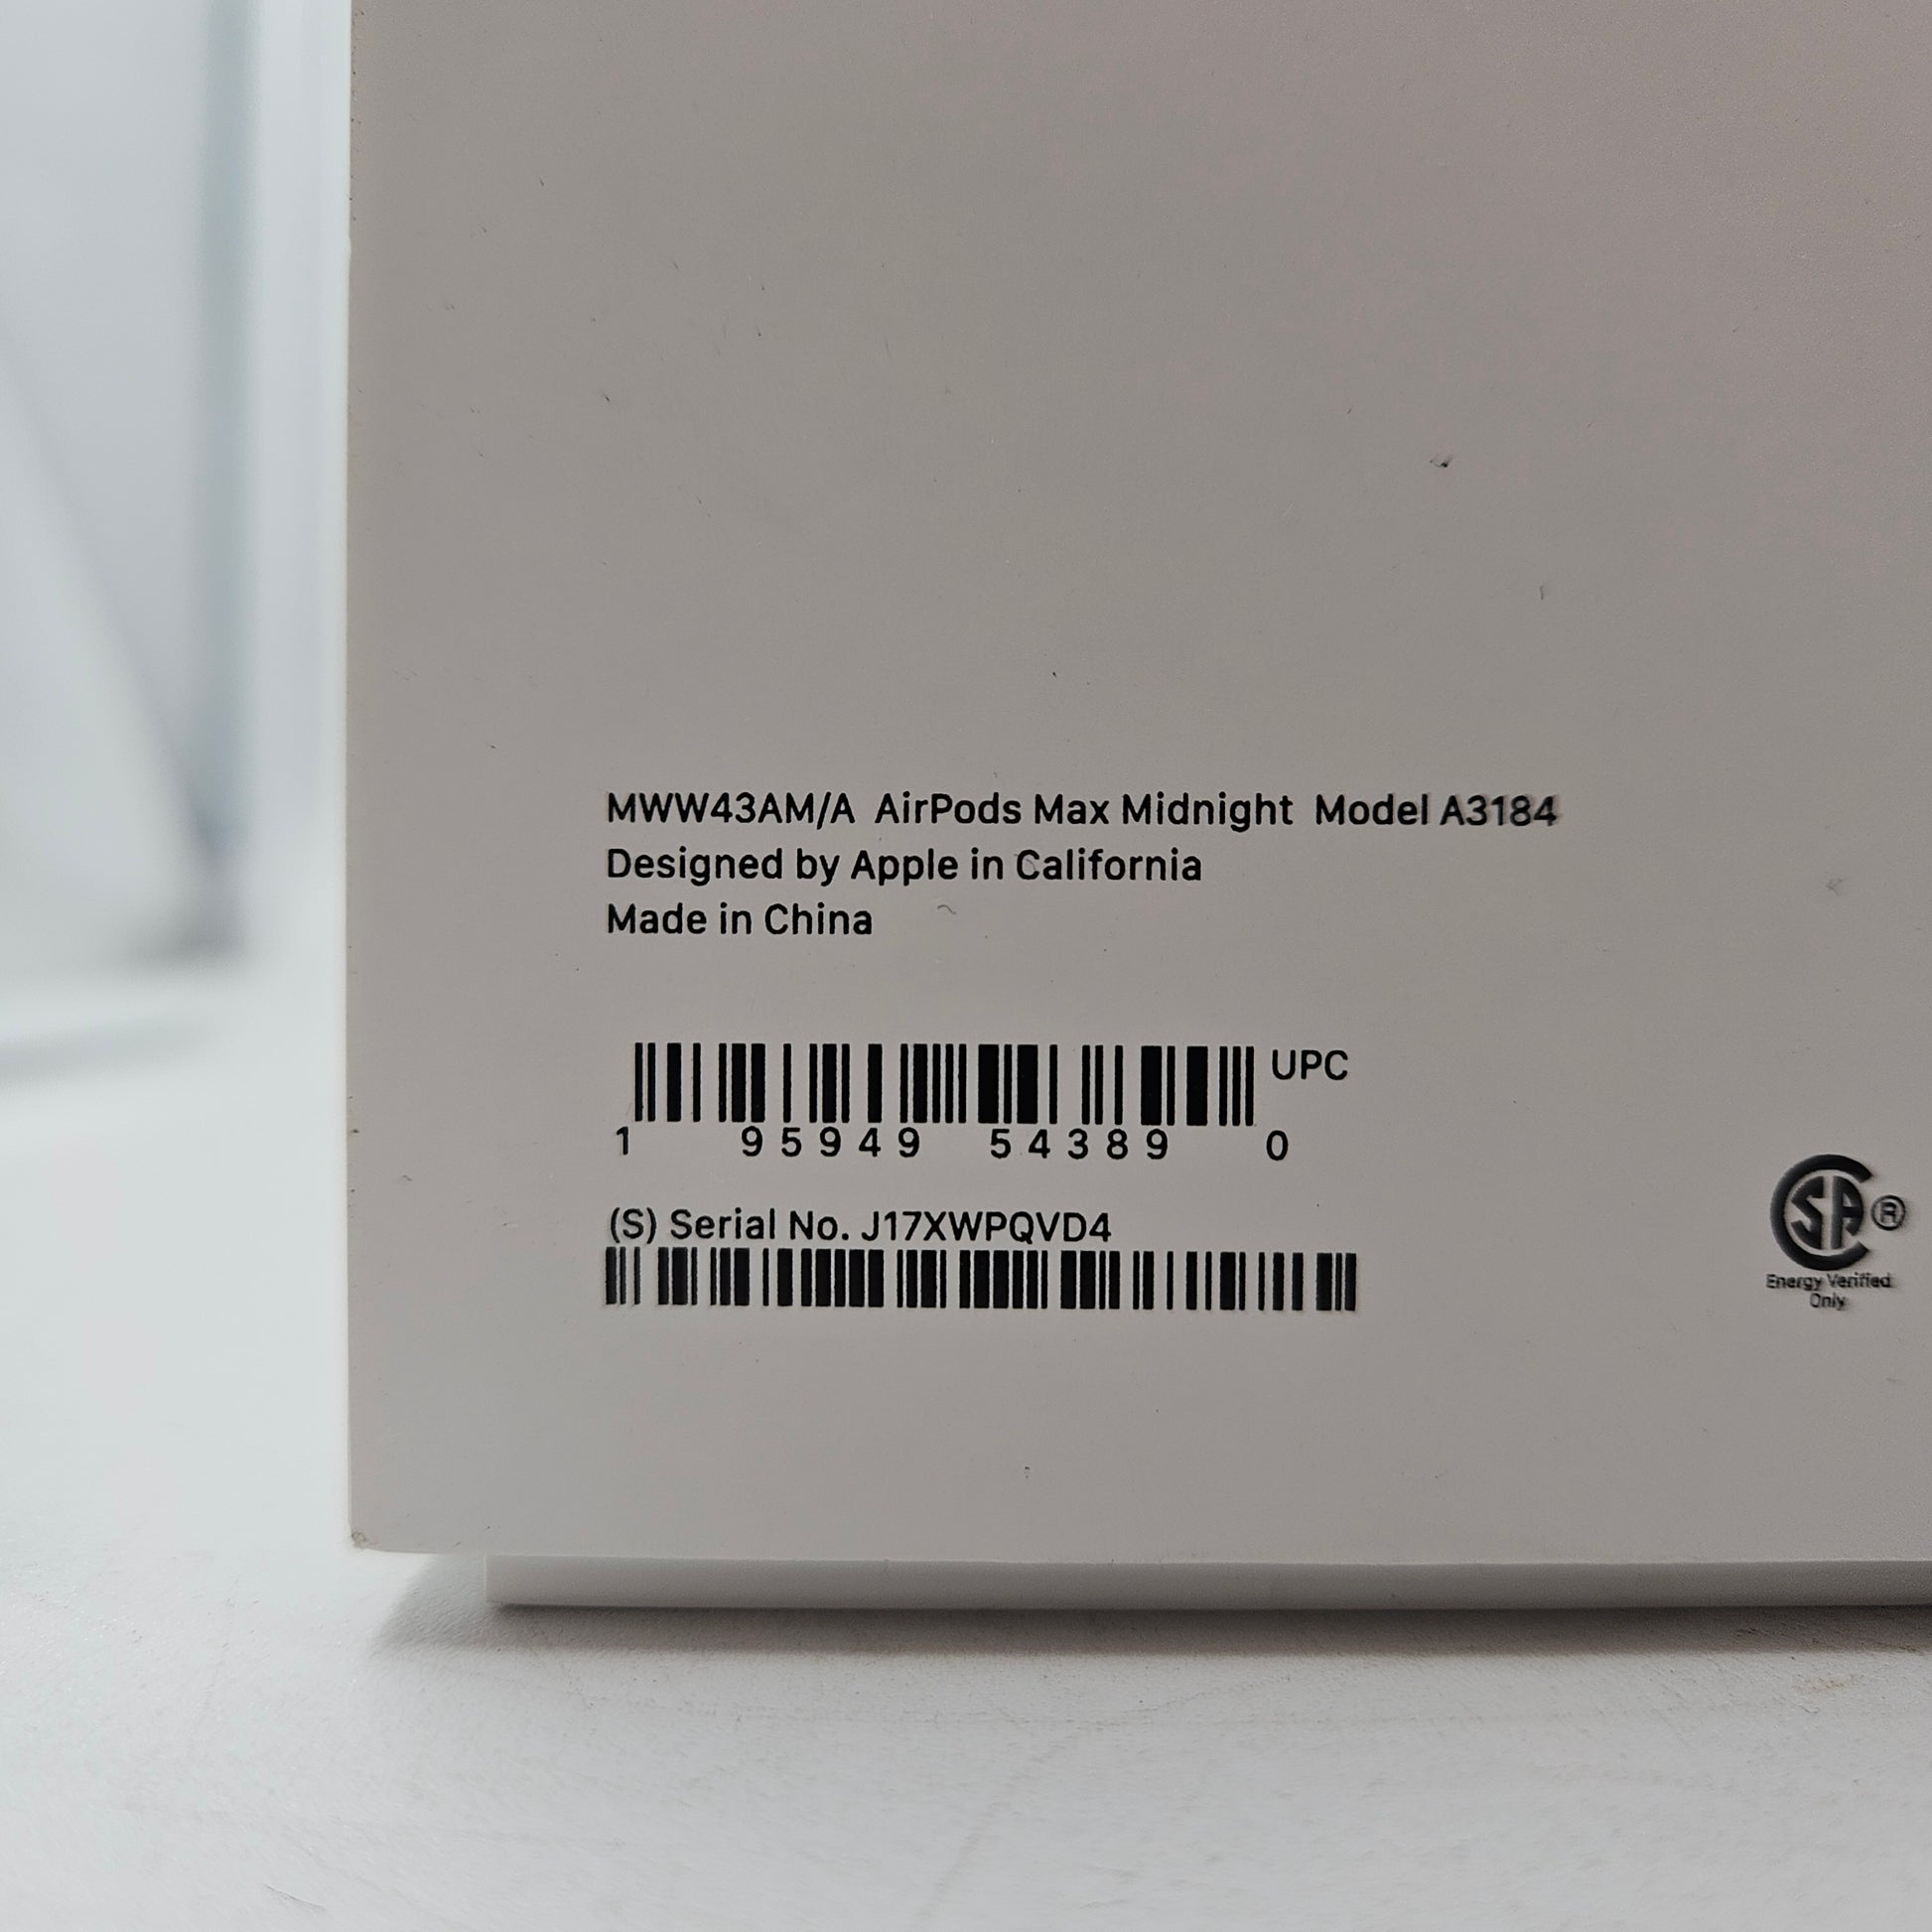 MWW43AM/A AirPods Max Midnight Model A3184
Designed by Apple in California
Made in China
UPC
1 95949 54389 0
(S) Serial No. J17XWPQVD4
SA ®
Energy Verified
Only